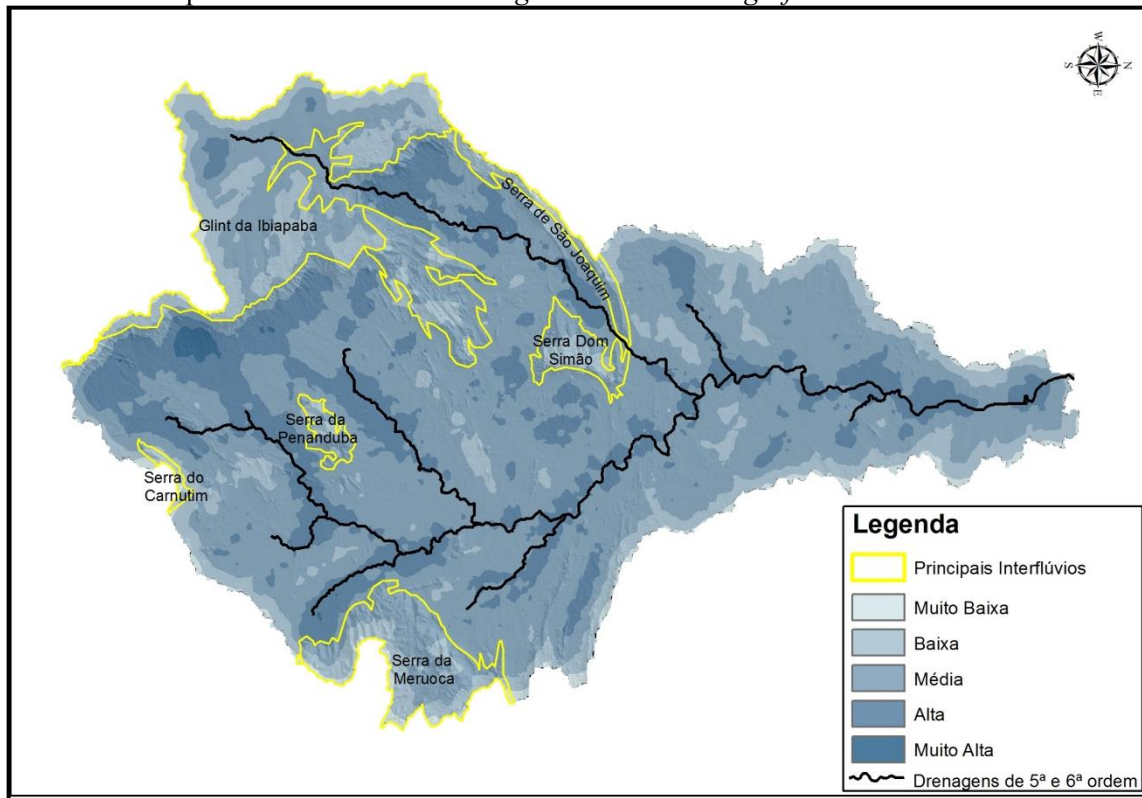 W
S
N
E
Serra de São Joaquim
Glint da Ibiapaba
Serra Dom
Simão
Serra da
Penanduba
Serra do
Carnutim
Serra da
Meruoca
Legenda
Principais Interflúvios
Muito Baixa
Baixa
Média
Alta
Muito Alta
Drenagens de 5ª e 6ª ordem